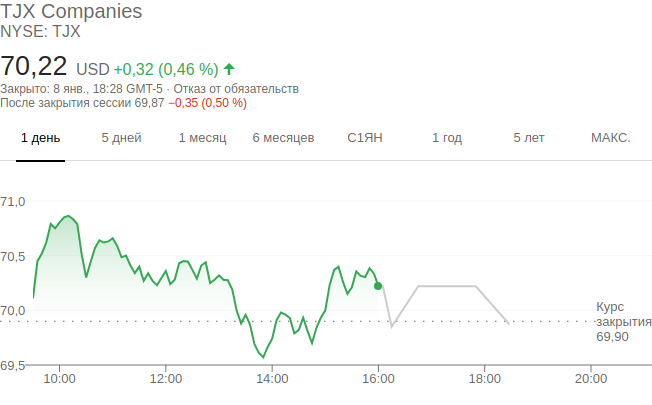 TJX Companies
NYSE: TJX
70,22 USD +0,32 (0,46 %)
Закрыто: 8 янв., 18:28 GMT-5 · Отказ от обязательств
После закрытия сессии 69,87 −0,35 (0,50 %)
1 день 5 дней 1 месяц 6 месяцев С1ЯН 1 год 5 лет МАКС.
71,0
70,5
70,0
Курс
закрытия
69,90
69,5
10:00 12:00 14:00 16:00 18:00 20:00